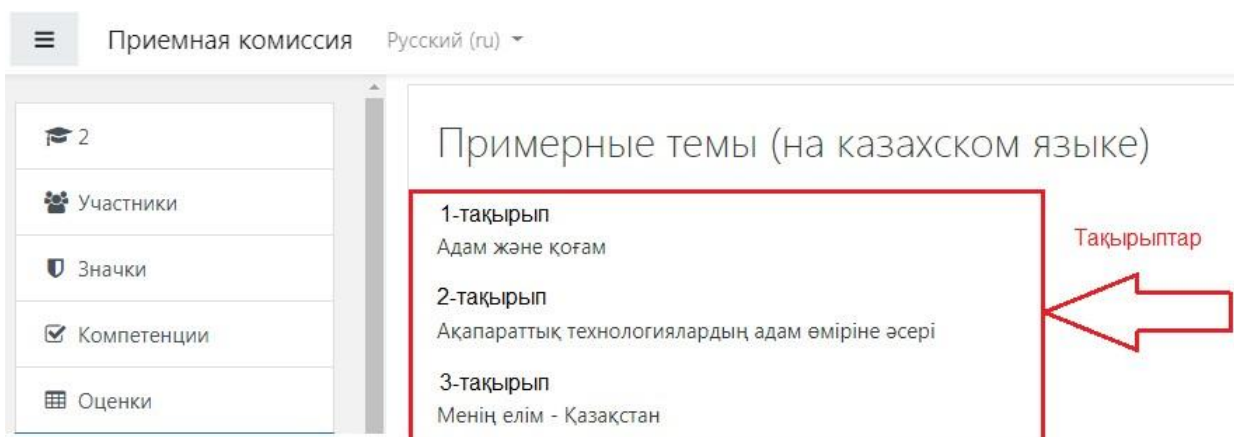 Приемная комиссия Русский (ru)
2
Участники
Значки
Компетенции
Оценки
Примерные темы (на казахском языке)
1-тақырып
Адам және қоғам
2-тақырып
Ақапараттық технологиялардың адам өміріне әсері
3-тақырып
Менің елім - Қазақстан
Тақырыптар